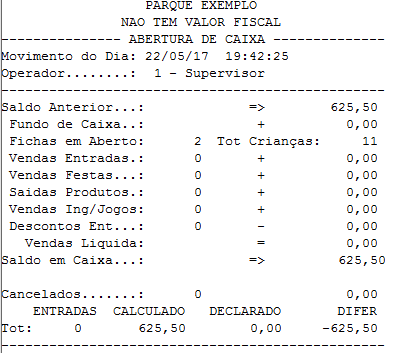 PARQUE EXEMPLO
NAO TEM VALOR FISCAL
--------------- ABERTURA DE CAIXA --------------
Movimento do Dia: 22/05/17  19:42:25
Operador........:  1 - Supervisor
------------------------------------------------
Saldo Anterior...: => 625,50
Fundo de Caixa..: + 0,00
Fichas em Aberto: 2 Tot Crianças: 11
Vendas Entradas.: 0 + 0,00
Vendas Festas...: 0 + 0,00
Saidas Produtos.: 0 + 0,00
Vendas Ing/Jogos: 0 + 0,00
Descontos Ent...: 0 - 0,00
Vendas Liquida: = 0,00
Saldo em Caixa...: => 625,50
Cancelados.......: 0 0,00
ENTRADAS CALCULADO DECLARADO DIFER
Tot: 0 625,50 0,00 -625,50
------------------------------------------------